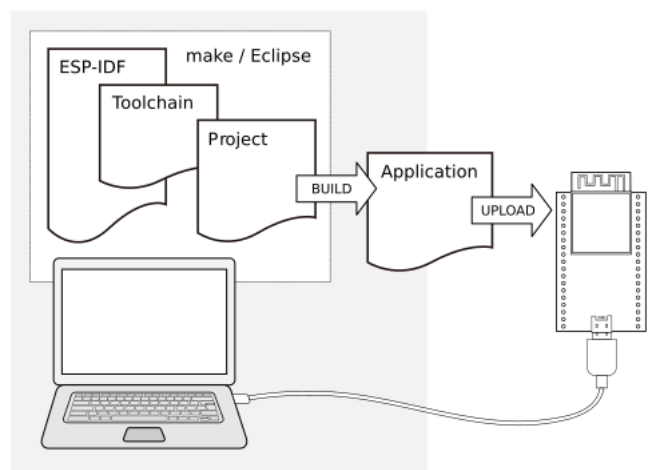 make / Eclipse
ESP-IDF
Toolchain
Project
BUILD
Application
UPLOAD